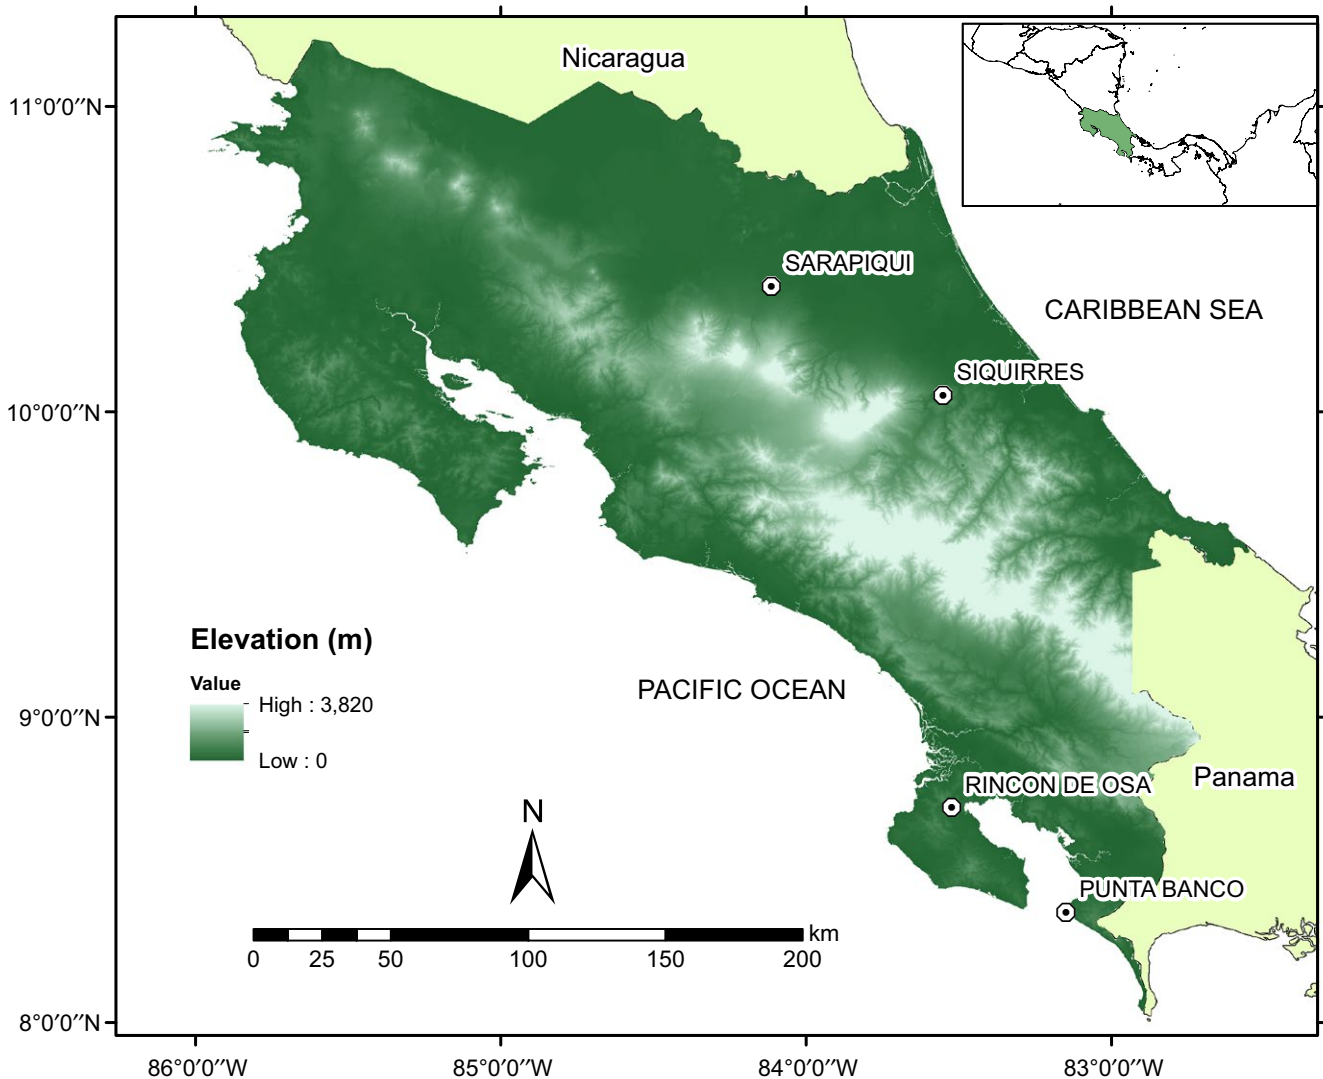 Nicaragua
11°0′0″N
SARAPIQUI
CARIBBEAN SEA
SIQUIRRES
10°0′0″N
Elevation (m)
Value
High : 3,820
Low : 0
PACIFIC OCEAN
9°0′0″N
Panama
RINCON DE OSA
N
PUNTA BANCO
km
0 25 50 100 150 200
8°0′0″N
86°0′0″W 85°0′0″W 84°0′0″W 83°0′0″W